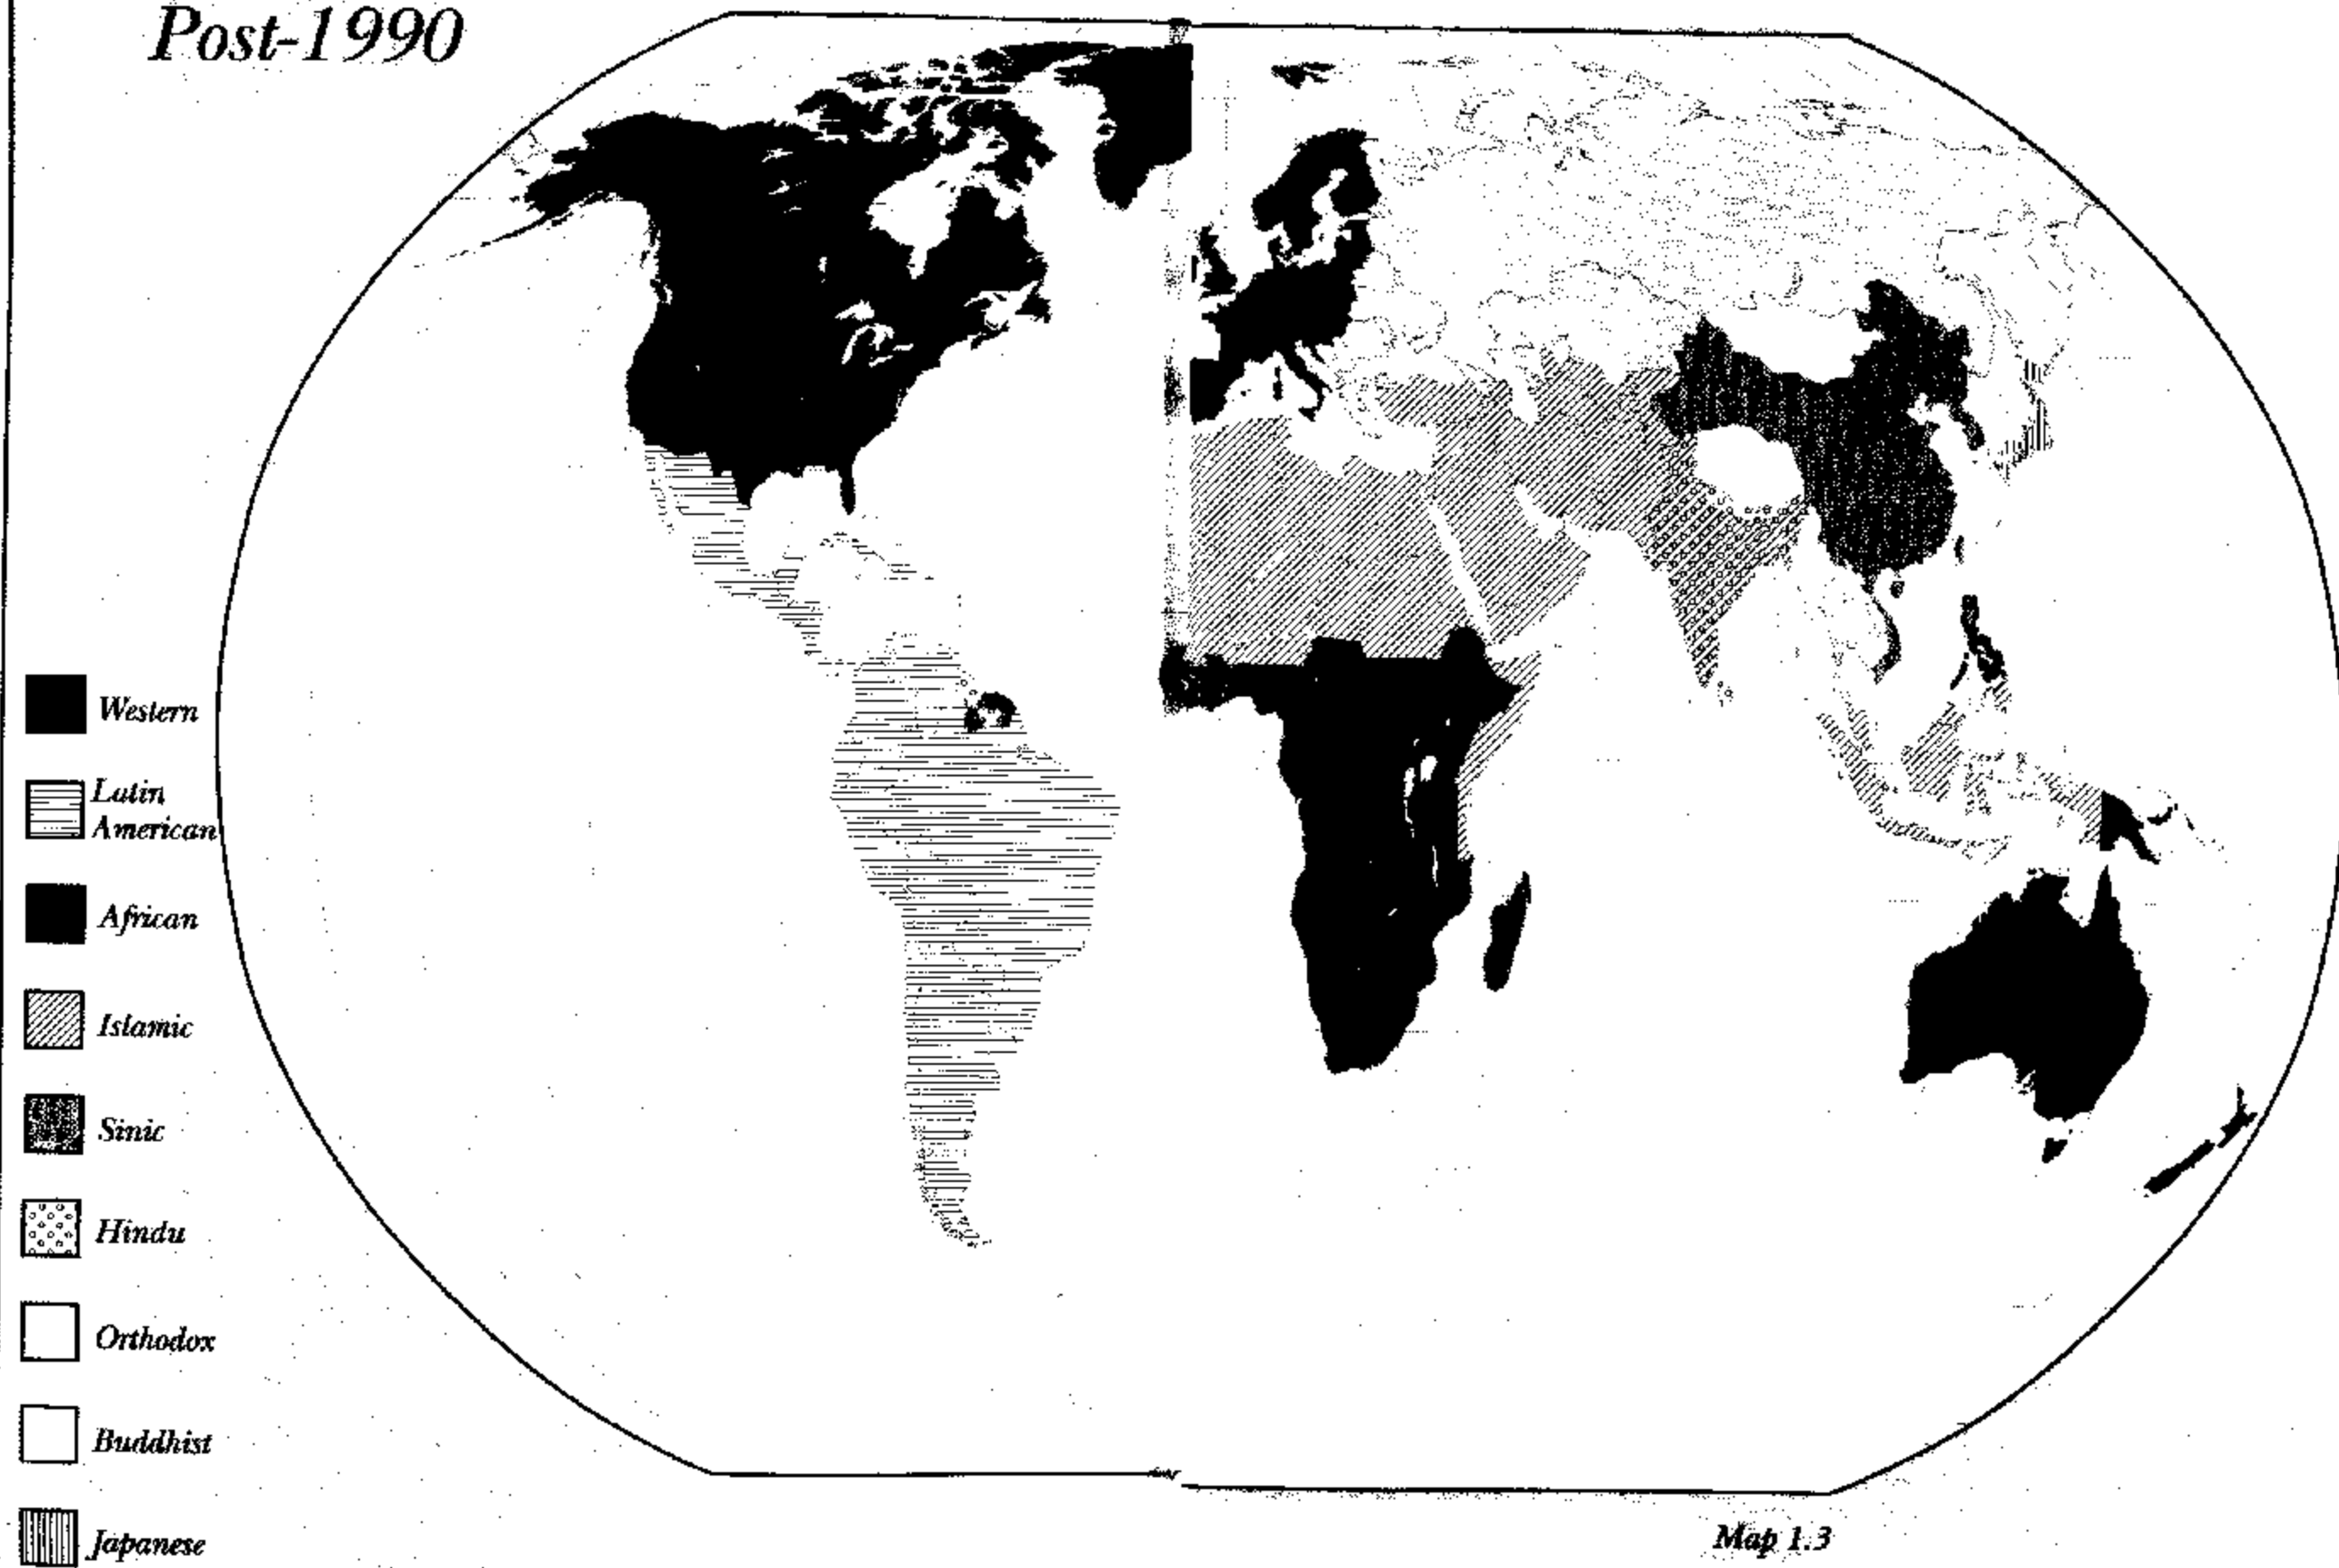 Post-1990
Western
Latin
American
African
Islamic
Sinic
Hindu
Orthodox
Buddhist
Japanese
Map 1.3